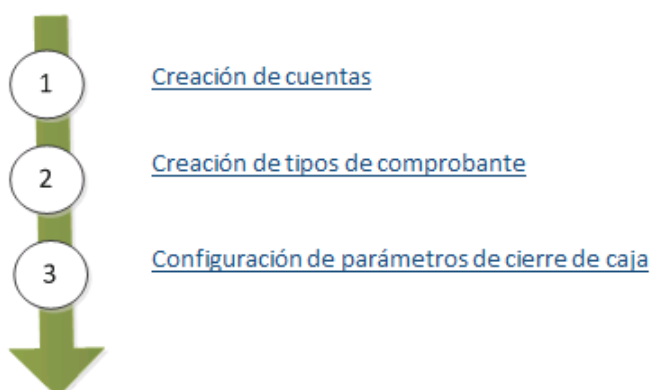 1 Creación de cuentas
2 Creación de tipos de comprobante
3 Configuración de parámetros de cierre de caja